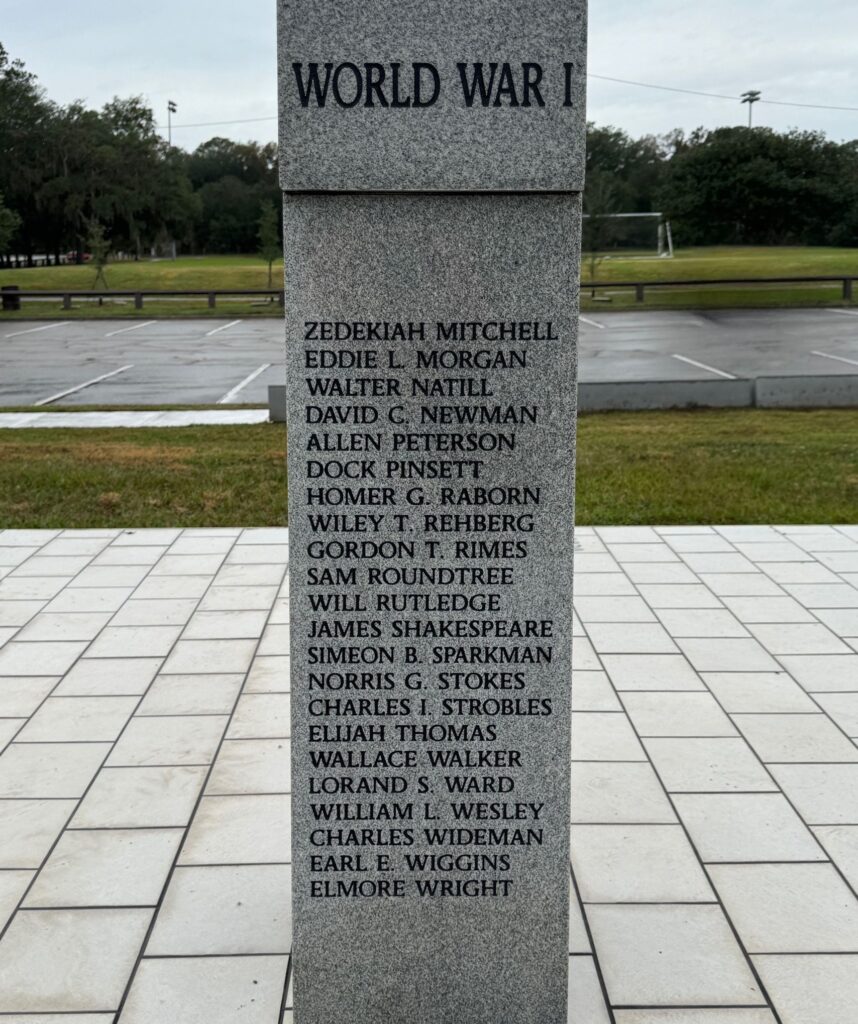 WORLD WAR I
ZEDEKIAH MITCHELL
EDDIE L. MORGAN
WALTER NATILL
DAVID C. NEWMAN
ALLEN PETERSON
DOCK PINSETT
HOMER G. RABORN
WILEY T. REHBERG
GORDON T. RIMES
SAM ROUNDTREE
WILL RUTLEDGE
JAMES SHAKESPEARE
SIMEON B. SPARKMAN
NORRIS G. STOKES
CHARLES I. STROBLES
ELIJAH THOMAS
WALLACE WALKER
LORAND S. WARD
WILLIAM L. WESLEY
CHARLES WIDEMAN
EARL E. WIGGINS
ELMORE WRIGHT